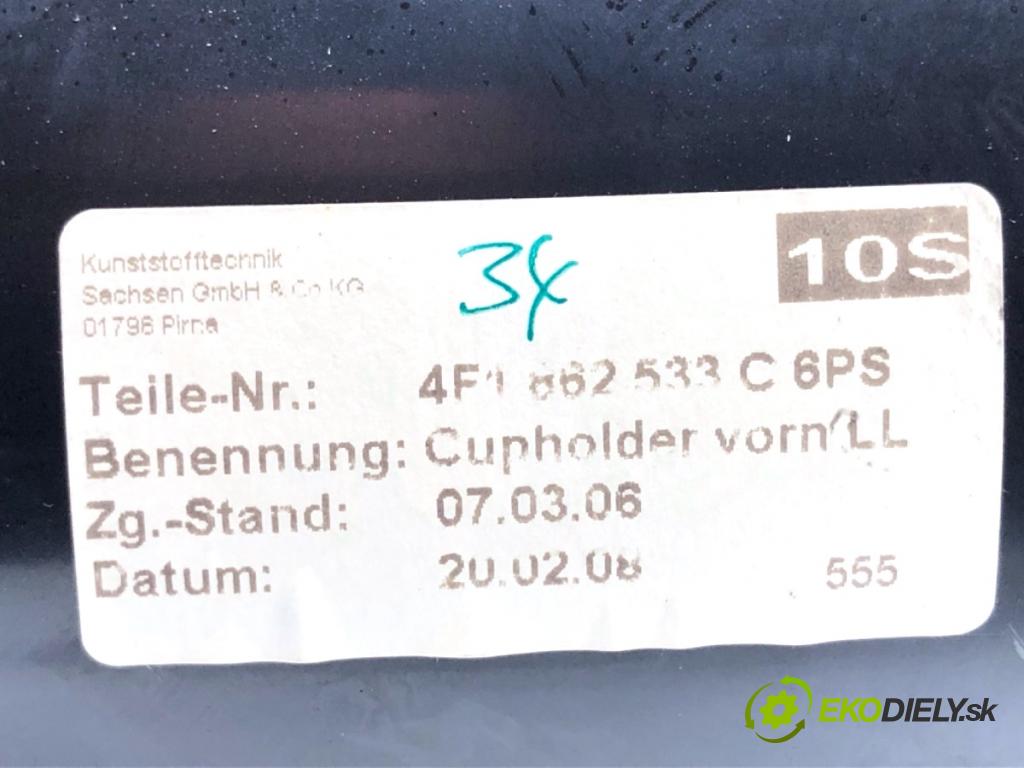 Kunststofftechnik
Sachsen GmbH & Co KG
01796 Pirna
34
10S
Teile-Nr.: 4F1 862 533 C 6PS
Benennung: Cupholder vorn LL
Zg.-Stand: 07.03.06
Datum: 20.02.08
555
EKODIELY.sk